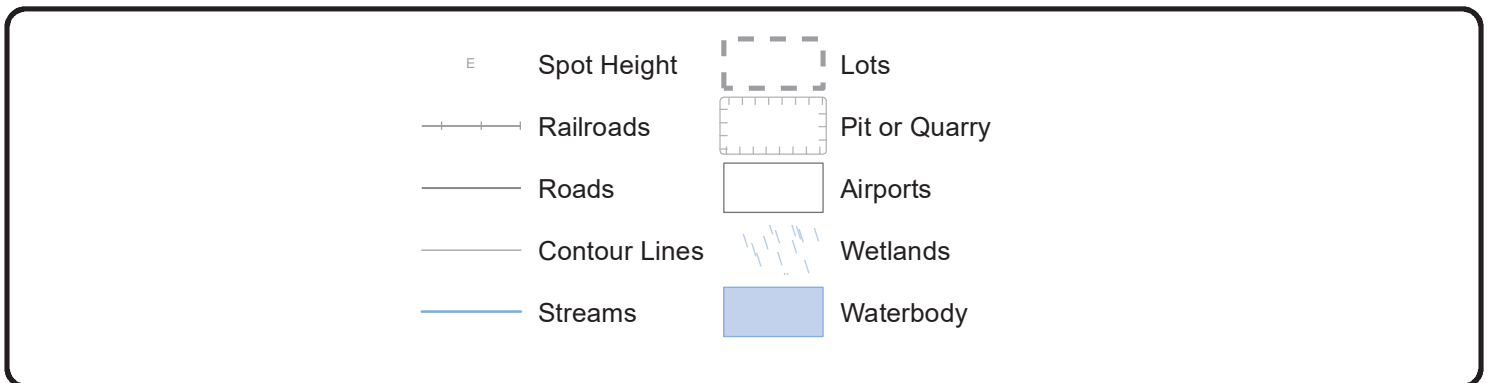 E Spot Height Lots
Railroads Pit or Quarry
Roads Airports
Contour Lines Wetlands
Streams Waterbody